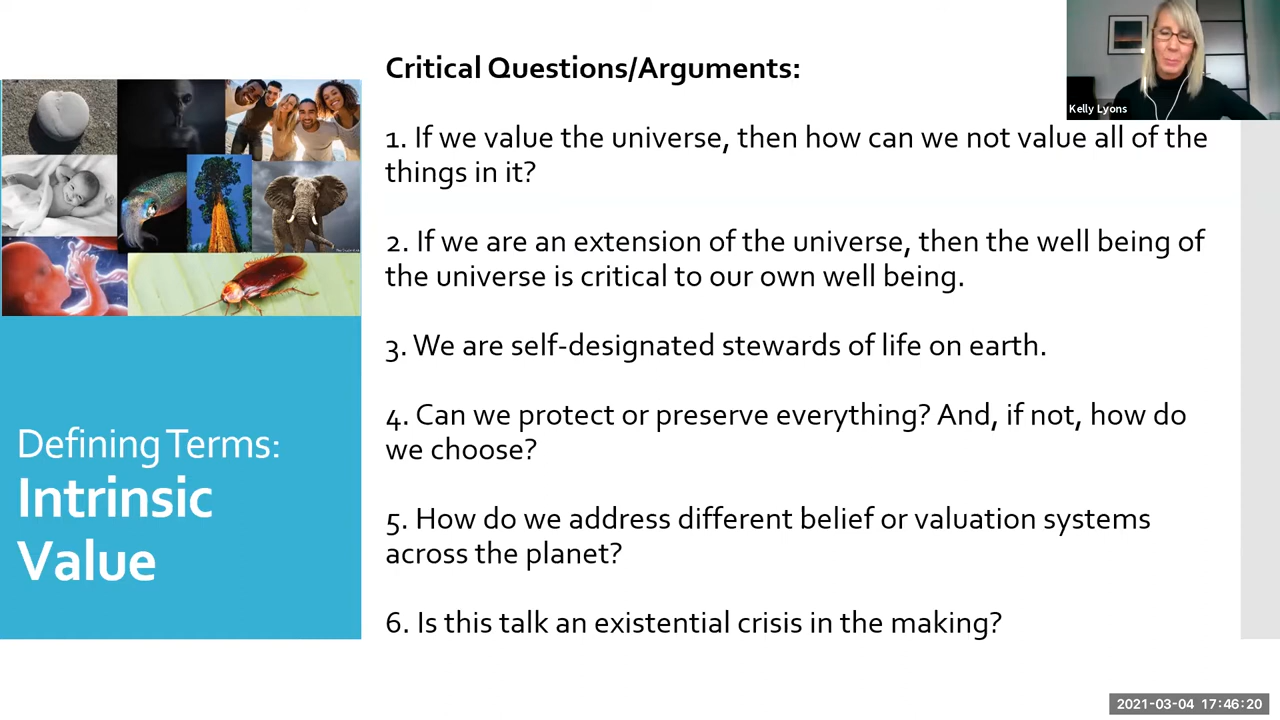 Critical Questions/Arguments:
Kelly Lyons
1. If we value the universe, then how can we not value all of the
things in it?
2. If we are an extension of the universe, then the well being of
the universe is critical to our own well being.
3. We are self-designated stewards of life on earth.
4. Can we protect or preserve everything? And, if not, how do
we choose?
5. How do we address different belief or valuation systems
across the planet?
6. Is this talk an existential crisis in the making?
Defining Terms:
Intrinsic
Value
2021-03-04 17:46:20